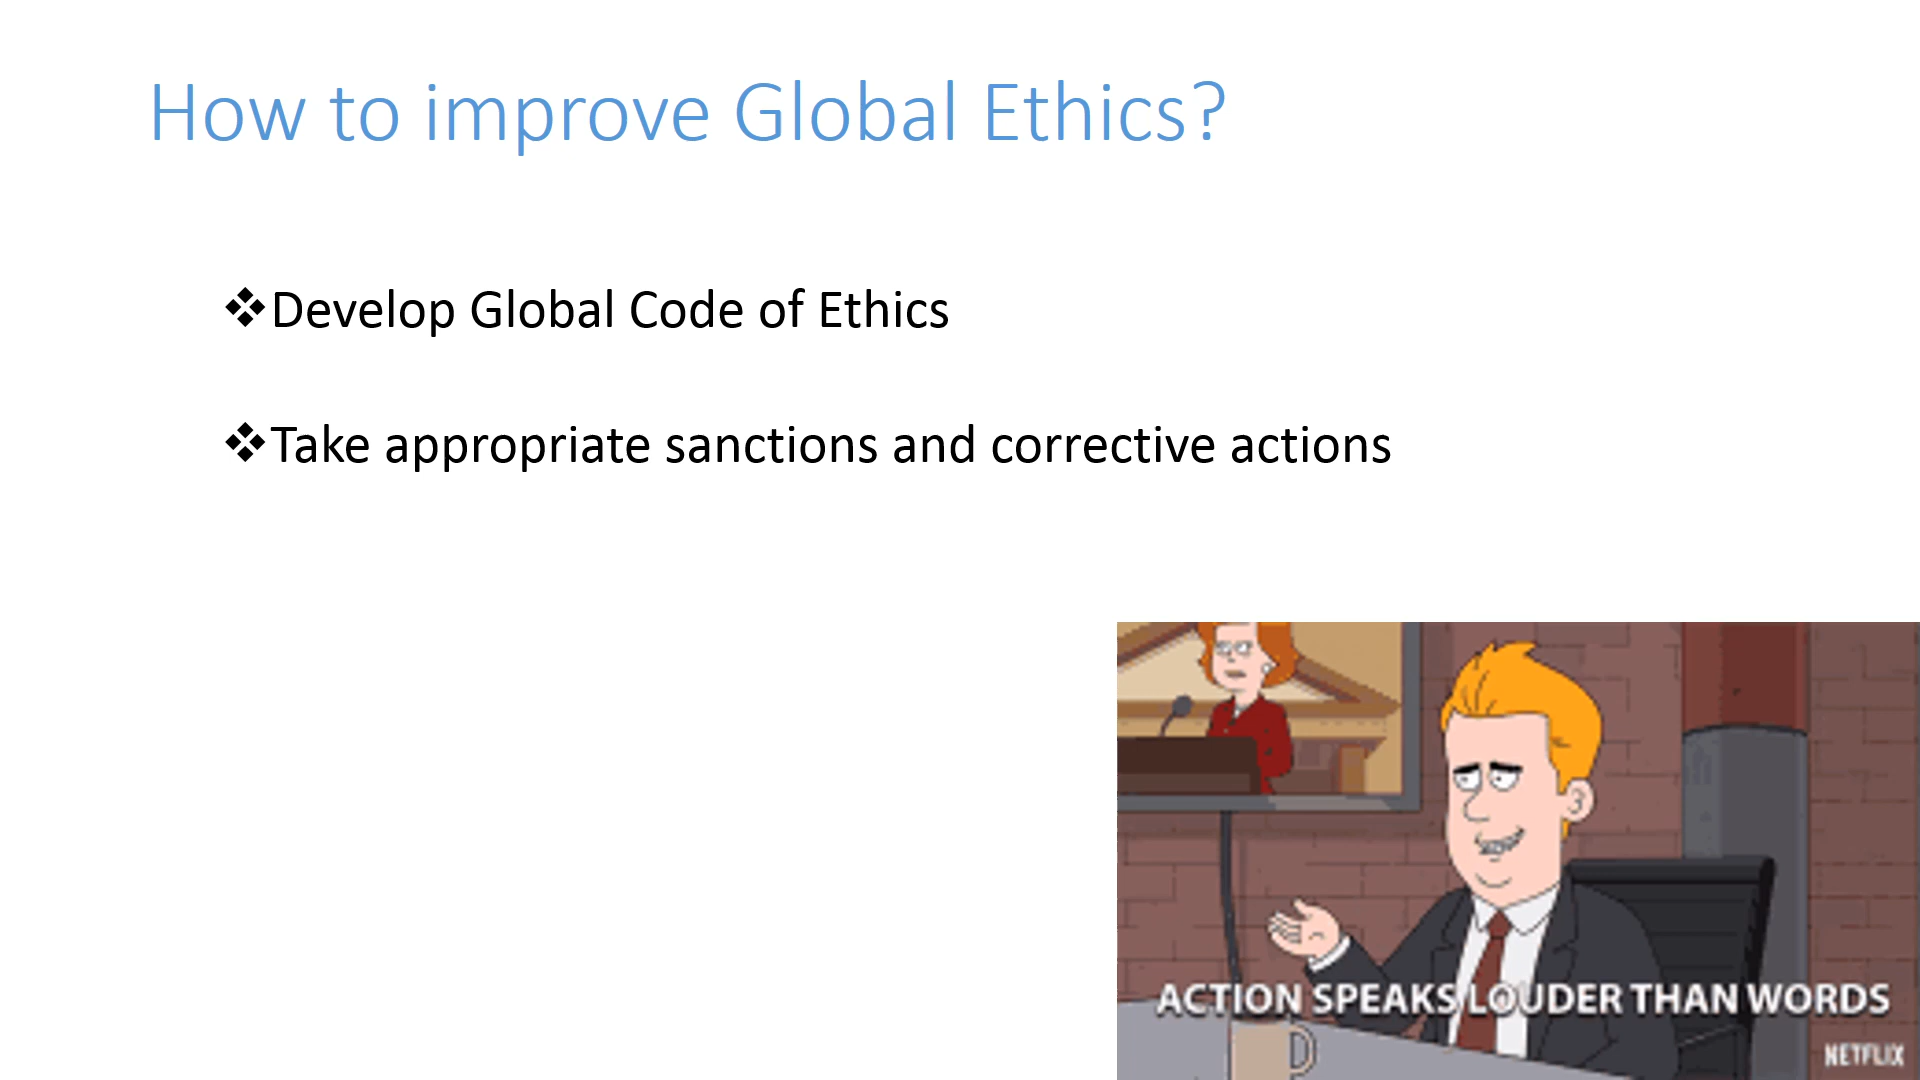 How to improve Global Ethics?
❖Develop Global Code of Ethics
❖Take appropriate sanctions and corrective actions
ACTION SPEAKS LOUDER THAN WORDS
NETFLIX